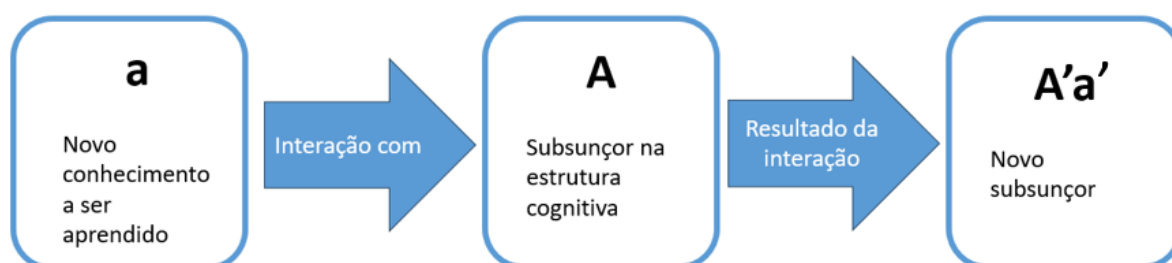 a
Novo
conhecimento
a ser
aprendido
Interação com
A
Subsunçor na
estrutura
cognitiva
Resultado da
interação
A’a’
Novo
subsunçor